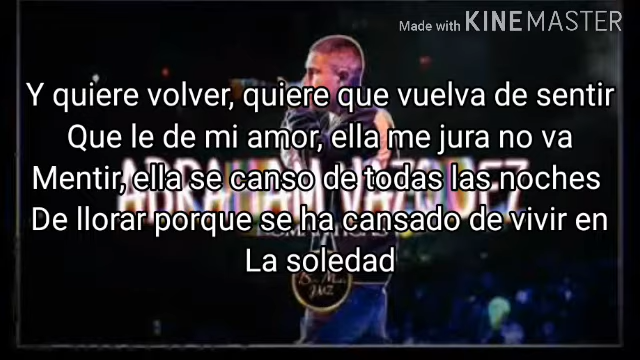 Made with KINEMASTER
Y quiere volver, quiere que vuelva de sentir
Que le de mi amor, ella me jura no va
Mentir, ella se canso de todas las noches
De llorar porque se ha cansado de vivir en
La soledad